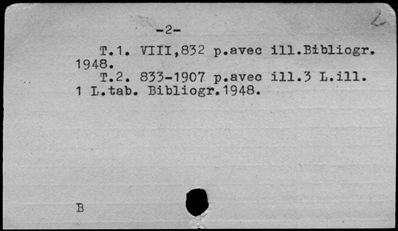 2
-2-
T.1. VIII,832 p.avec ill.Bibliogr.
1948.
T.2. 833-1907 p.avec ill.3 L.ill.
1 L.tab. Bibliogr.1948.
B